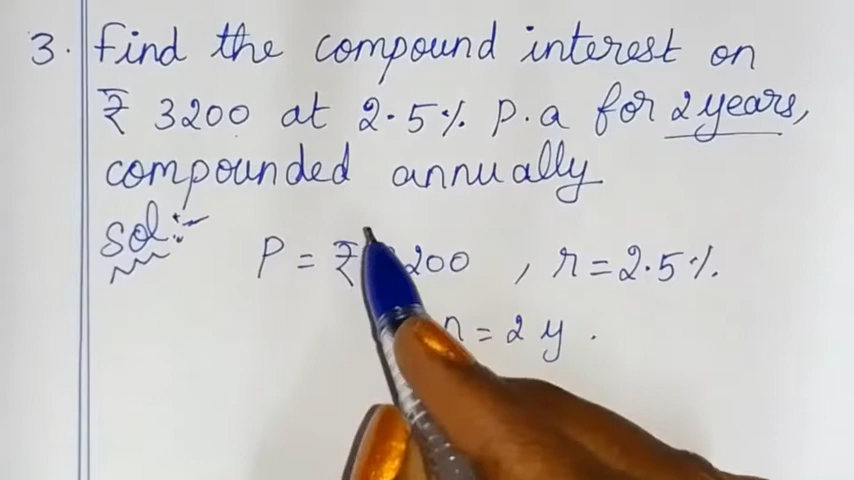 3. find the compound interest on
₹ 3200 at 2.5% p.a for 2 years,
compounded annually
Sol:-
P = ₹ 200 , r = 2.5%.
n = 2 y.